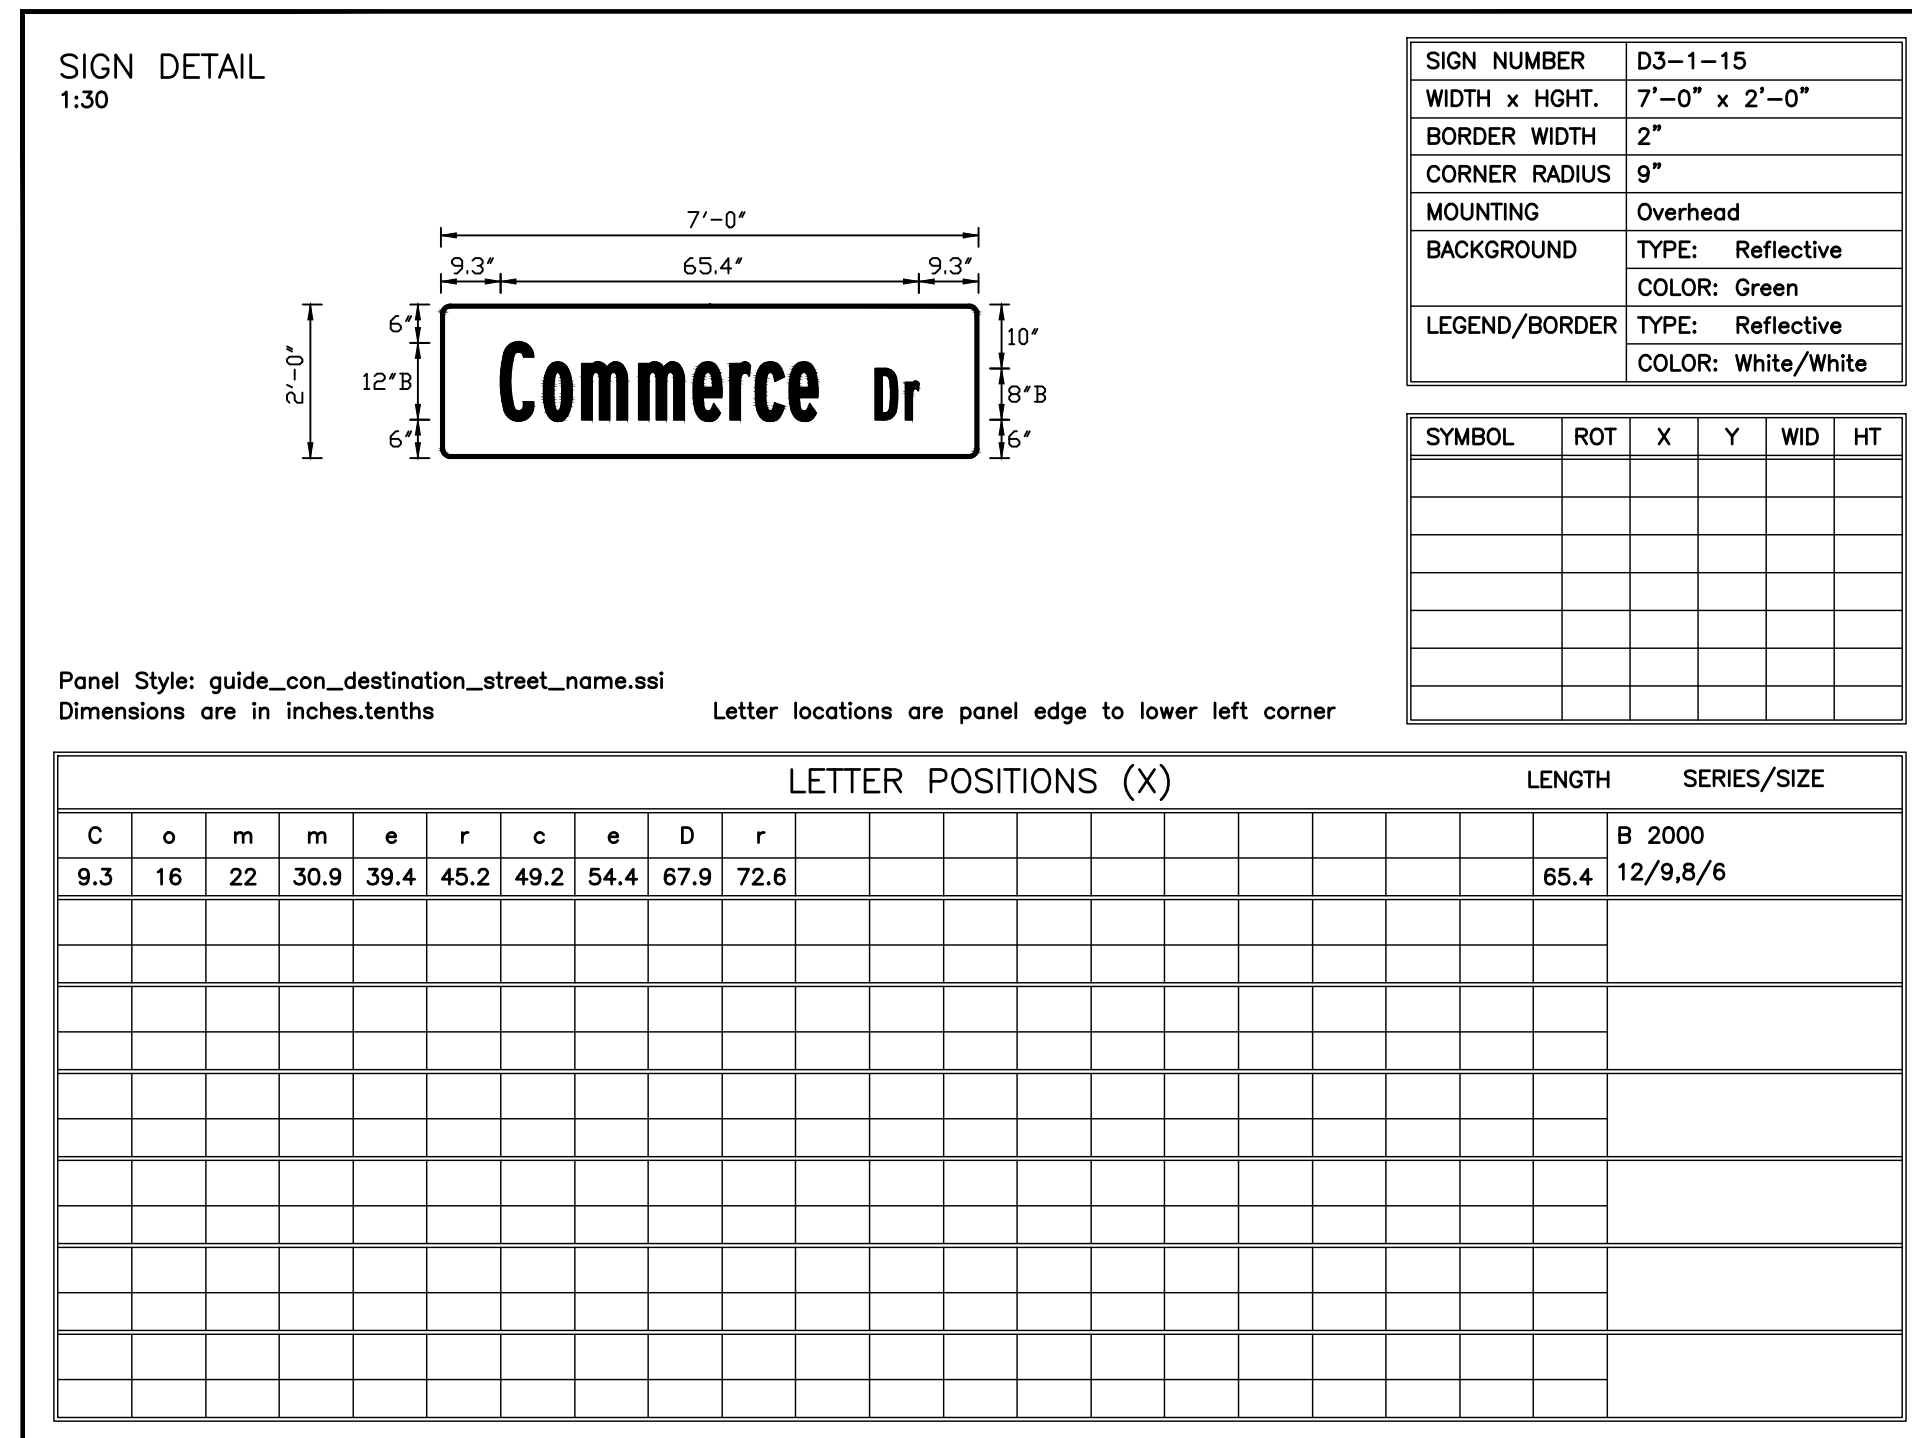 SIGN DETAIL
1:30
SIGN NUMBER D3-1-15
WIDTH x HGHT. 7'-0" x 2'-0"
BORDER WIDTH 2"
CORNER RADIUS 9"
MOUNTING Overhead
BACKGROUND TYPE: Reflective
COLOR: Green
LEGEND/BORDER TYPE: Reflective
COLOR: White/White
7'-0"
9.3" 65.4" 9.3"
2'-0"
6" 12"B 6"
Commerce Dr
10" 8"B 6"
SYMBOL ROT X Y WID HT
Panel Style: guide_con_destination_street_name.ssi
Dimensions are in inches.tenths Letter locations are panel edge to lower left corner
LETTER POSITIONS (X) LENGTH SERIES/SIZE
C o m m e r c e D r B 2000
9.3 16 22 30.9 39.4 45.2 49.2 54.4 67.9 72.6 65.4 12/9,8/6